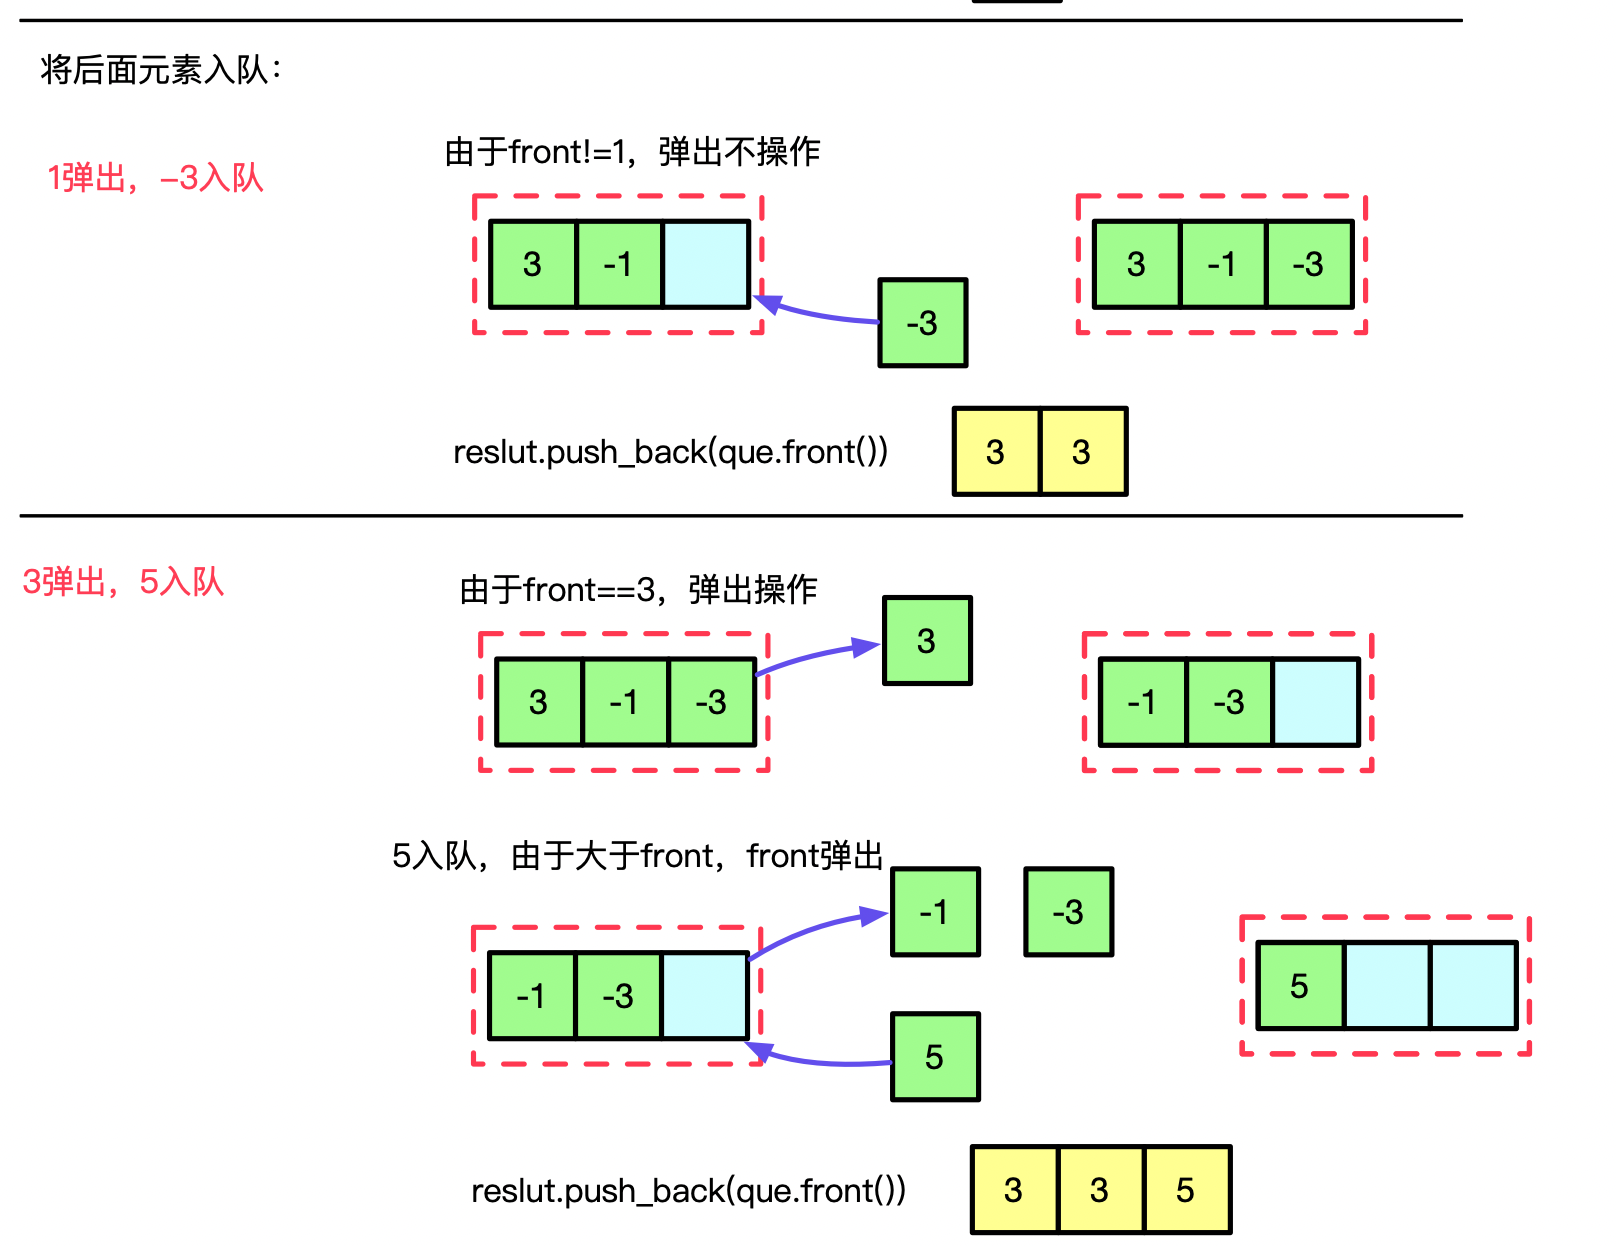 将后面元素入队：
由于front!=1，弹出不操作
1弹出，-3入队
3 -1
3 -1 -3
-3
reslut.push_back(que.front())
3 3
3弹出，5入队
由于front==3，弹出操作
3
3 -1 -3
-1 -3
5入队，由于大于front，front弹出
-1
-3
-1 -3
5
5
reslut.push_back(que.front())
3 3 5